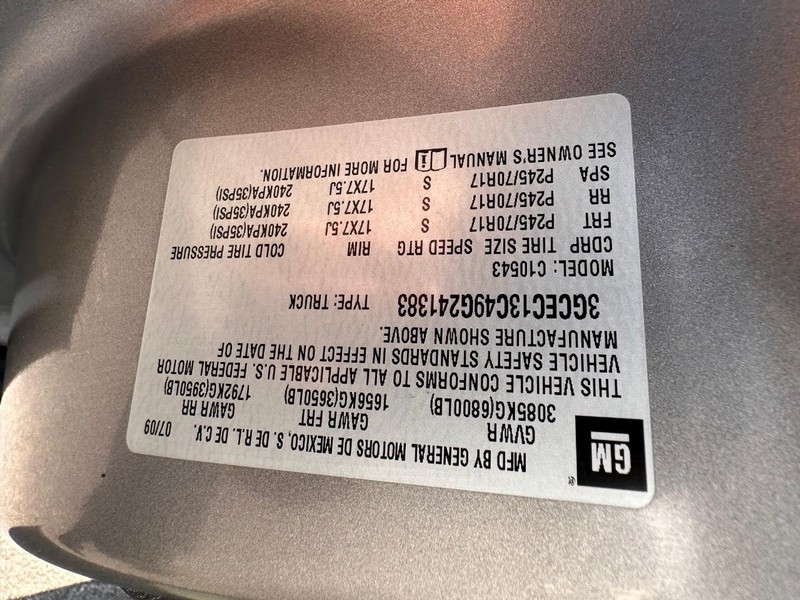 GM
MFD BY GENERAL MOTORS DE MEXICO, S. DE R.L. DE C.V. 07/09
GVWR GAWR FRT GAWR RR
3085KG(6800LB) 1656KG(3650LB) 1792KG(3950LB)
THIS VEHICLE CONFORMS TO ALL APPLICABLE U.S. FEDERAL MOTOR
VEHICLE SAFETY STANDARDS IN EFFECT ON THE DATE OF
MANUFACTURE SHOWN ABOVE.
3GCEC13C49G241383 TYPE: TRUCK
MODEL: C10543
CDRP TIRE SIZE SPEED RTG RIM COLD TIRE PRESSURE
FRT P245/70R17 S 17X7.5J 240KPA(35PSI)
RR P245/70R17 S 17X7.5J 240KPA(35PSI)
SPA P245/70R17 S 17X7.5J 240KPA(35PSI)
SEE OWNER'S MANUAL i FOR MORE INFORMATION.